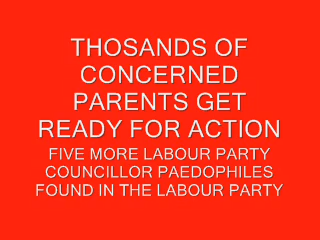 THOSANDS OF
CONCERNED
PARENTS GET
READY FOR ACTION
FIVE MORE LABOUR PARTY
COUNCILLOR PAEDOPHILES
FOUND IN THE LABOUR PARTY